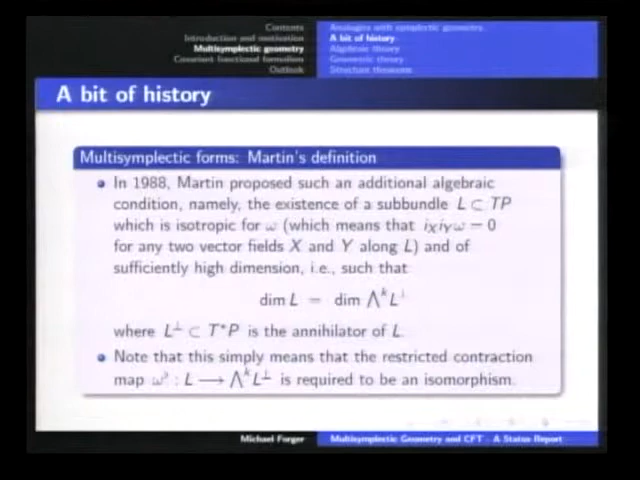 Contents
Introduction and motivation
Multisymplectic geometry
Covariant functional formalism
Outlook
Analogies with symplectic geometry
A bit of history
Algebraic theory
Geometric theory
Structure theorems
A bit of history
Multisymplectic forms: Martin's definition
• In 1988, Martin proposed such an additional algebraic
condition, namely, the existence of a subbundle L ⊂ TP
which is isotropic for ω (which means that i_X i_Y ω = 0
for any two vector fields X and Y along L) and of
sufficiently high dimension, i.e., such that
dim L = dim ⋀^k L^⊥
where L^⊥ ⊂ T*P is the annihilator of L.
• Note that this simply means that the restricted contraction
map ω^♭ : L ⟶ ⋀^k L^⊥ is required to be an isomorphism.
Michael Forger
Multisymplectic Geometry and CFT - A Status Report